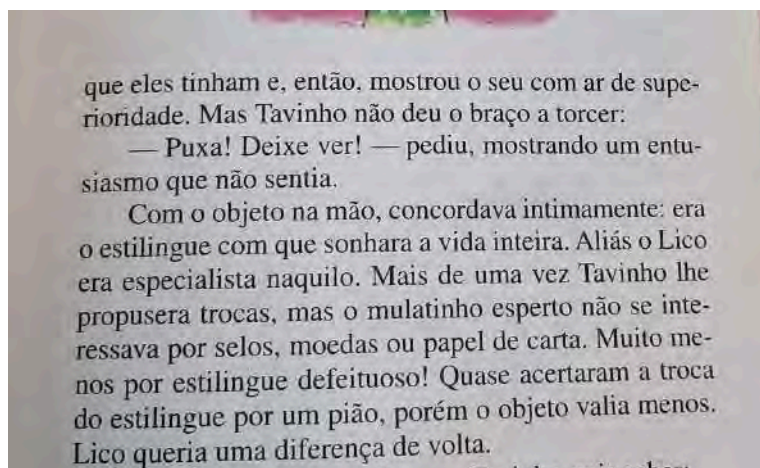 que eles tinham e, então, mostrou o seu com ar de supe-
rioridade. Mas Tavinho não deu o braço a torcer:
— Puxa! Deixe ver! — pediu, mostrando um entu-
siasmo que não sentia.
Com o objeto na mão, concordava intimamente: era
o estilingue com que sonhara a vida inteira. Aliás o Lico
era especialista naquilo. Mais de uma vez Tavinho lhe
propusera trocas, mas o mulatinho esperto não se inte-
ressava por selos, moedas ou papel de carta. Muito me-
nos por estilingue defeituoso! Quase acertaram a troca
do estilingue por um pião, porém o objeto valia menos.
Lico queria uma diferença de volta.